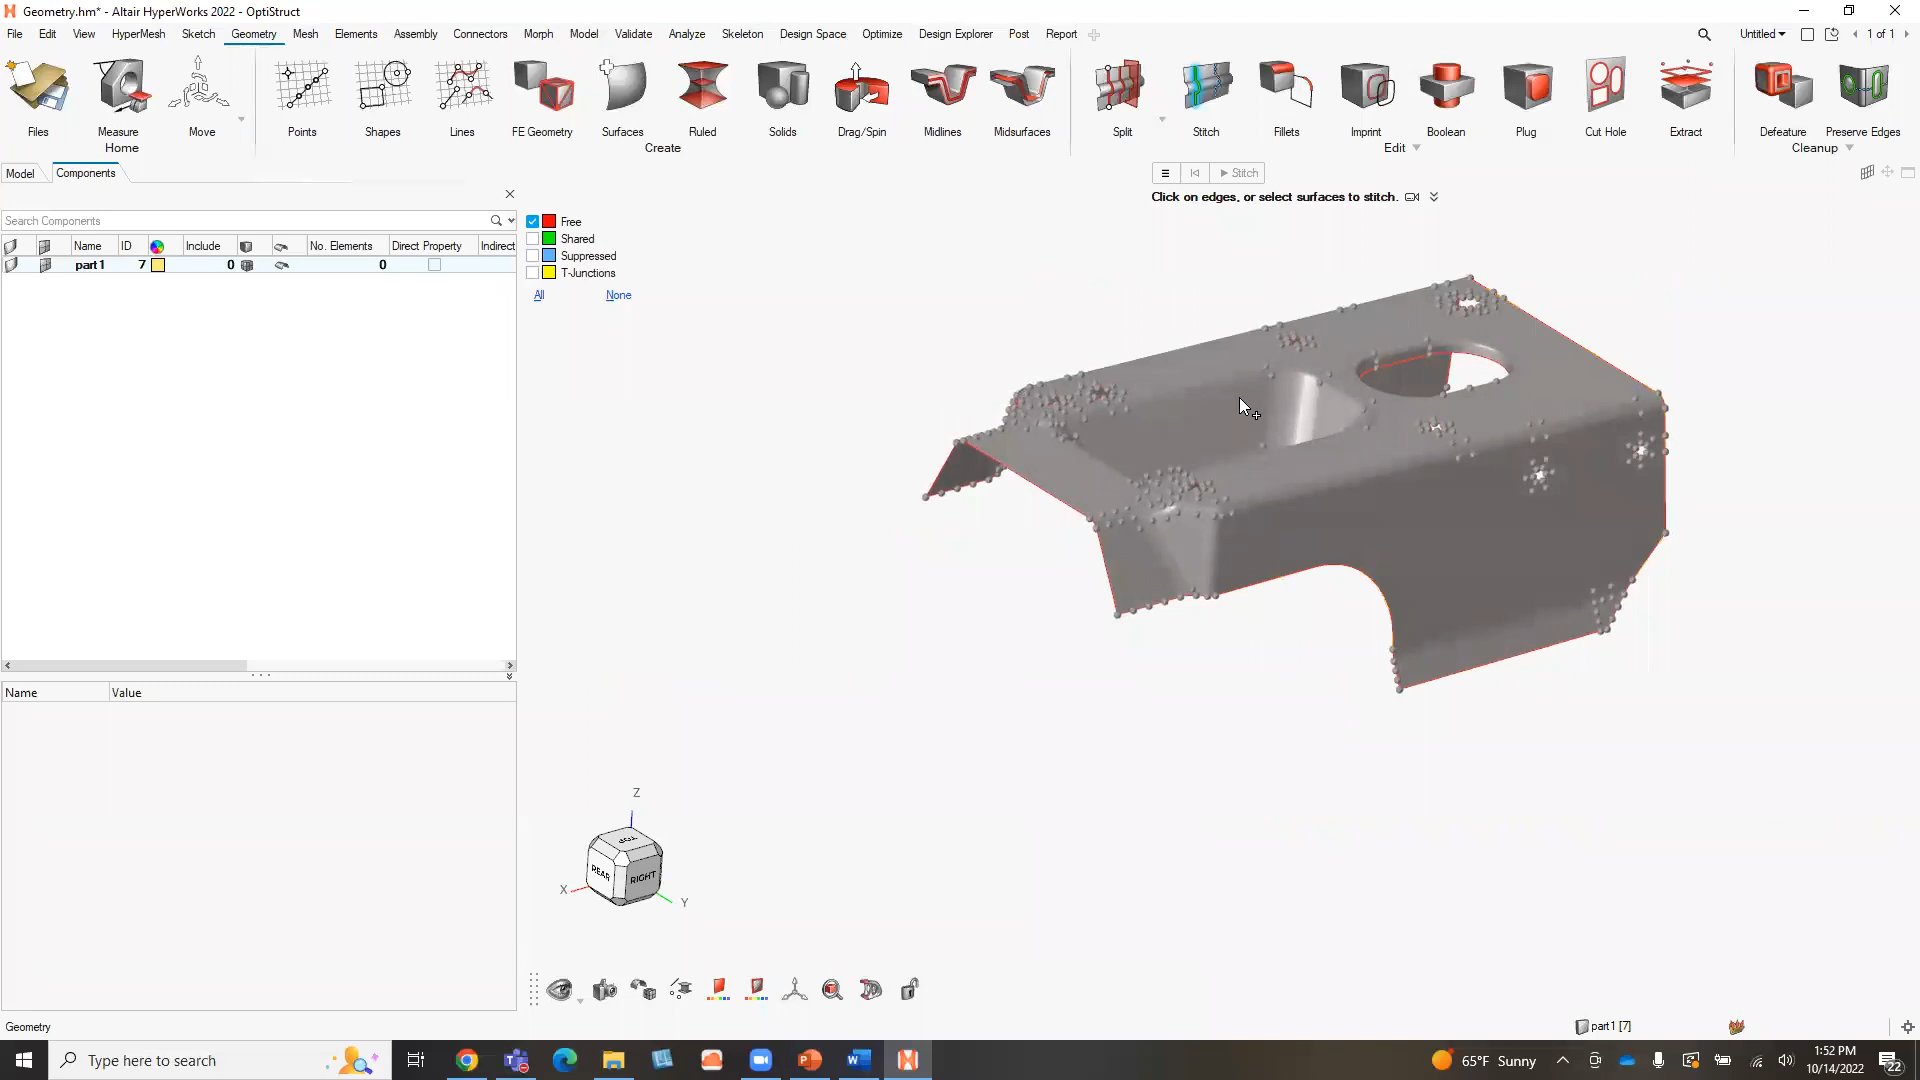 Geometry.hm* - Altair HyperWorks 2022 - OptiStruct
File Edit View HyperMesh Sketch Geometry Mesh Elements Assembly Connectors Morph Model Validate Analyze Skeleton Design Space Optimize Design Explorer Post Report Untitled 1 of 1
Files Measure Move Points Shapes Lines FE Geometry Surfaces Ruled Solids Drag/Spin Midlines Midsurfaces Split Stitch Fillets Imprint Boolean Plug Cut Hole Extract Defeature Preserve Edges
Home Create Edit Cleanup
Model Components
Stitch
Click on edges, or select surfaces to stitch.
Search Components
Name ID Include No. Elements Direct Property Indirect
part1 7 0 0
Free
Shared
Suppressed
T-Junctions
All None
Name Value
Z
TOP
REAR RIGHT
X Y
Geometry
part1 [7]
Type here to search
65°F Sunny
1:52 PM
10/14/2022
22